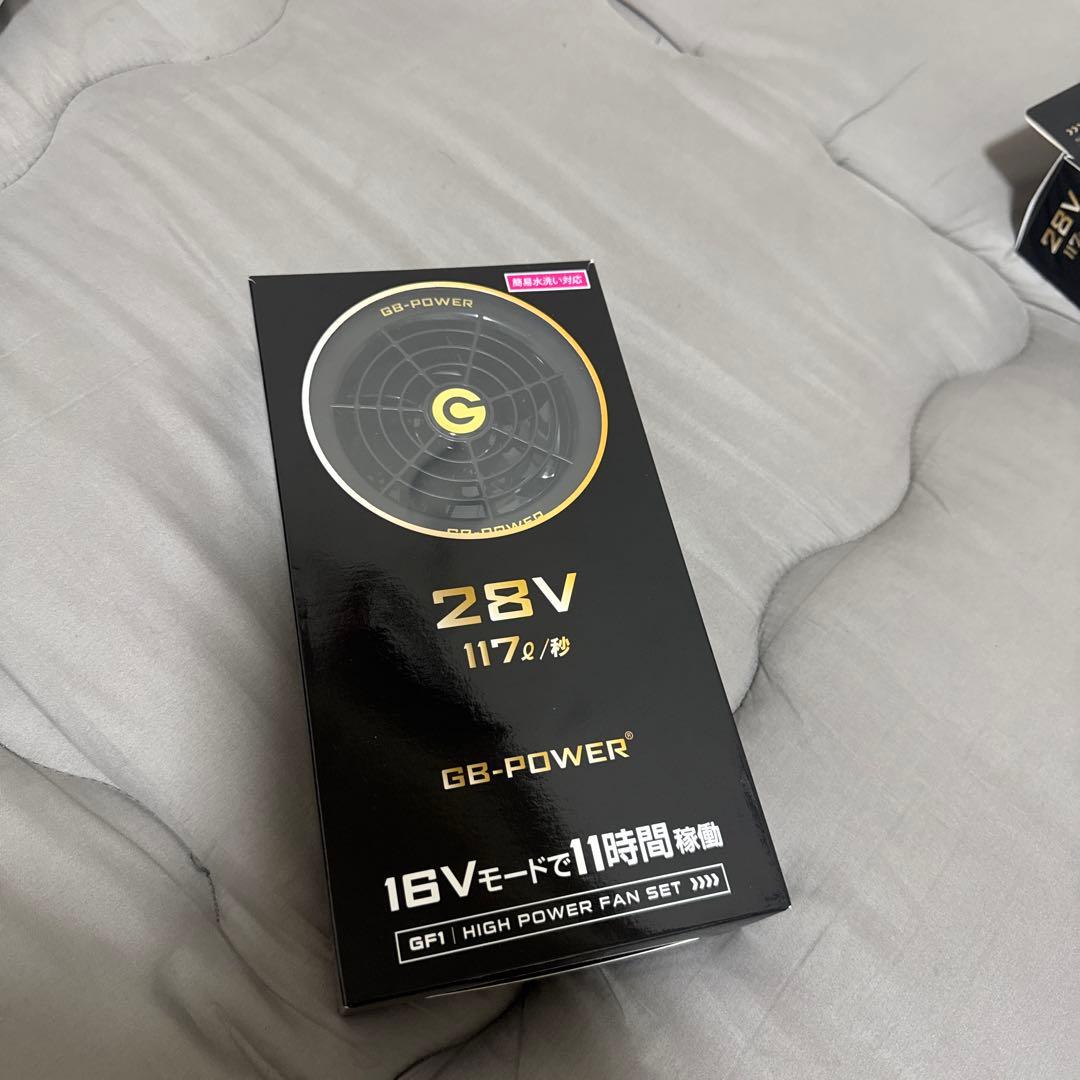 簡易水洗い対応
GB-POWER
G
GB-POWER
28V
117ℓ/秒
GB-POWER®
16Vモードで11時間稼働
GF1 | HIGH POWER FAN SET >>>>
28V
117